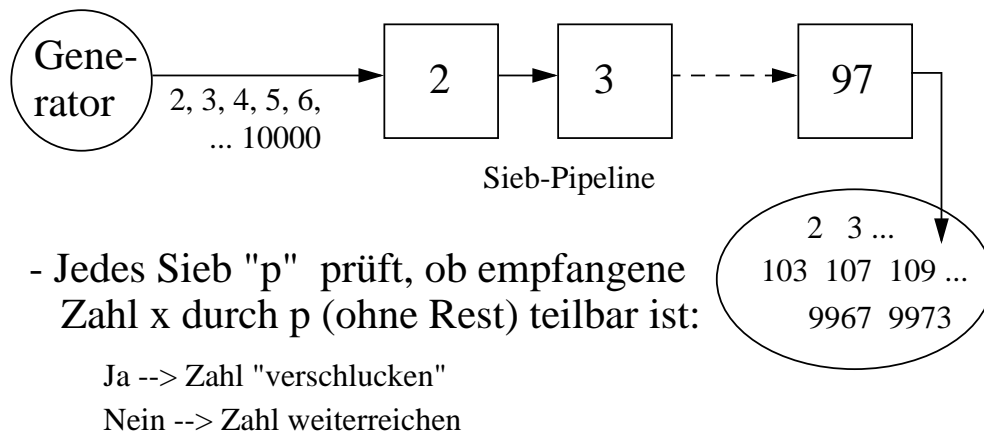 Gene-
rator
2, 3, 4, 5, 6,
... 10000
2
3
97
Sieb-Pipeline
2 3 ...
103 107 109 ...
9967 9973
- Jedes Sieb "p" prüft, ob empfangene
Zahl x durch p (ohne Rest) teilbar ist:
Ja --> Zahl "verschlucken"
Nein --> Zahl weiterreichen